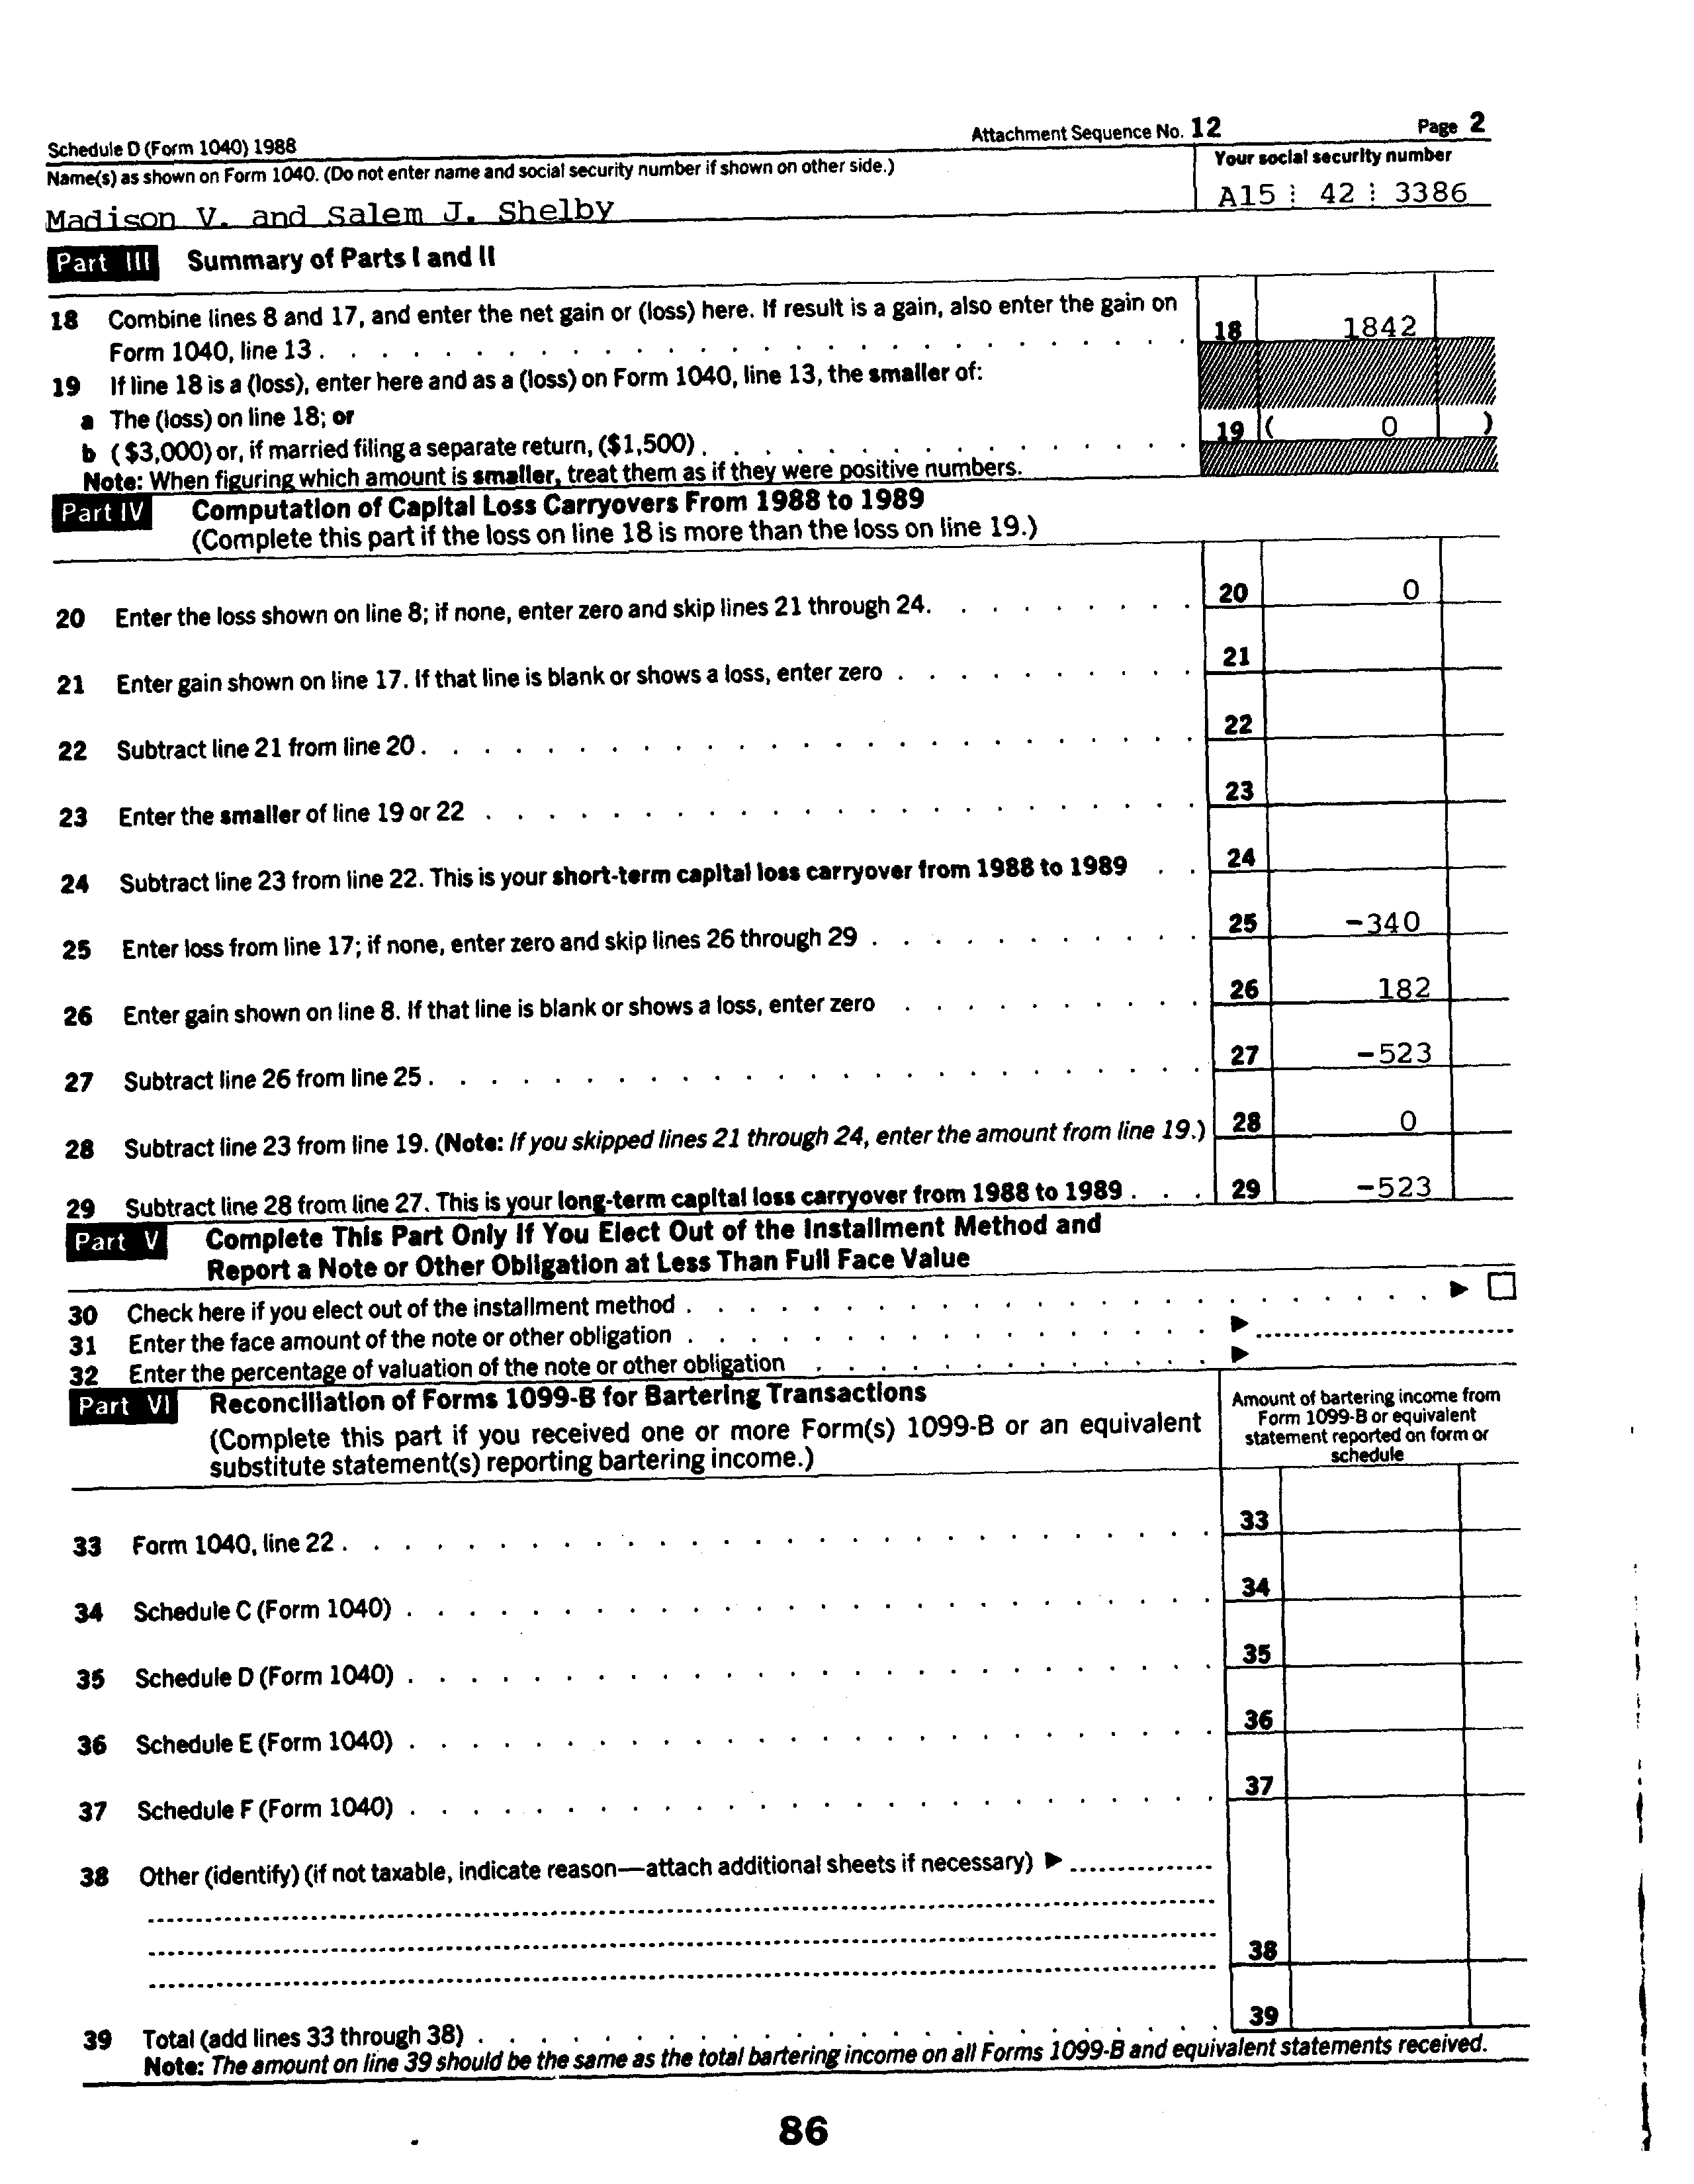 Schedule D (Form 1040) 1988 Attachment Sequence No. 12 Page 2
Name(s) as shown on Form 1040. (Do not enter name and social security number if shown on other side.) Your social security number
Madison V. and Salem J. Shelby A15 42 3386
Part III Summary of Parts I and II
18 Combine lines 8 and 17, and enter the net gain or (loss) here. If result is a gain, also enter the gain on
Form 1040, line 13 . 18 1842
19 If line 18 is a (loss), enter here and as a (loss) on Form 1040, line 13, the smaller of:
a The (loss) on line 18; or
b ($3,000) or, if married filing a separate return, ($1,500) . 19 ( 0 )
Note: When figuring which amount is smaller, treat them as if they were positive numbers.
Part IV Computation of Capital Loss Carryovers From 1988 to 1989
(Complete this part if the loss on line 18 is more than the loss on line 19.)
20 Enter the loss shown on line 8; if none, enter zero and skip lines 21 through 24. 20 0
21 Enter gain shown on line 17. If that line is blank or shows a loss, enter zero . 21
22 Subtract line 21 from line 20 . 22
23 Enter the smaller of line 19 or 22 . 23
24 Subtract line 23 from line 22. This is your short-term capital loss carryover from 1988 to 1989 . 24
25 Enter loss from line 17; if none, enter zero and skip lines 26 through 29 . 25 -340
26 Enter gain shown on line 8. If that line is blank or shows a loss, enter zero . 26 182
27 Subtract line 26 from line 25 . 27 -523
28 Subtract line 23 from line 19. (Note: If you skipped lines 21 through 24, enter the amount from line 19.) 28 0
29 Subtract line 28 from line 27. This is your long-term capital loss carryover from 1988 to 1989 . 29 -523
Part V Complete This Part Only If You Elect Out of the Installment Method and
Report a Note or Other Obligation at Less Than Full Face Value
30 Check here if you elect out of the installment method . ▶ ☐
31 Enter the face amount of the note or other obligation . ▶
32 Enter the percentage of valuation of the note or other obligation . ▶
Part VI Reconciliation of Forms 1099-B for Bartering Transactions
(Complete this part if you received one or more Form(s) 1099-B or an equivalent
substitute statement(s) reporting bartering income.)
Amount of bartering income from
Form 1099-B or equivalent
statement reported on form or
schedule
33 Form 1040, line 22 . 33
34 Schedule C (Form 1040) . 34
35 Schedule D (Form 1040) . 35
36 Schedule E (Form 1040) . 36
37 Schedule F (Form 1040) . 37
38 Other (identify) (if not taxable, indicate reason—attach additional sheets if necessary) ▶
38
39 Total (add lines 33 through 38) . 39
Note: The amount on line 39 should be the same as the total bartering income on all Forms 1099-B and equivalent statements received.
86